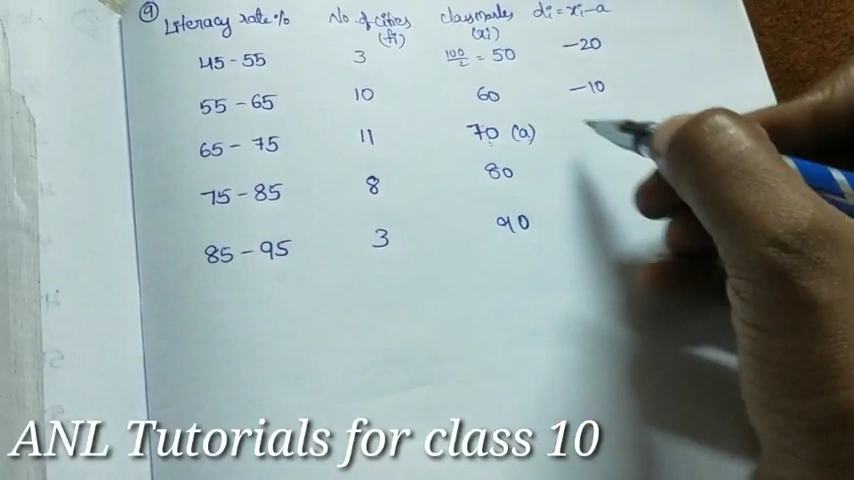 9 Literacy rate % No. of cities (fi) class marks (xi) di = xi - a
45 - 55 3 100/2 = 50 -20
55 - 65 10 60 -10
65 - 75 11 70 (a)
75 - 85 8 80
85 - 95 3 90
ANL Tutorials for class 10